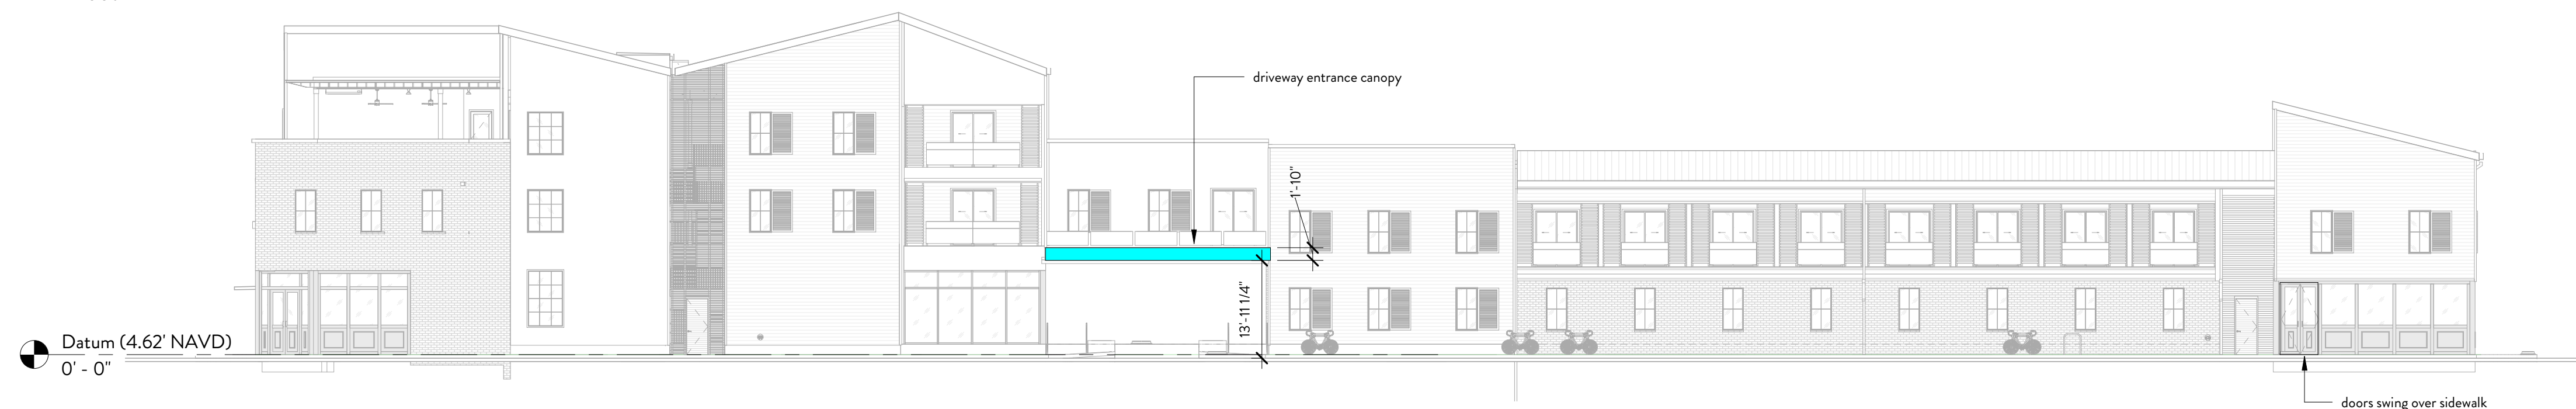 driveway entrance canopy
1'-10"
13'-11 1/4"
Datum (4.62' NAVD)
0' - 0"
doors swing over sidewalk